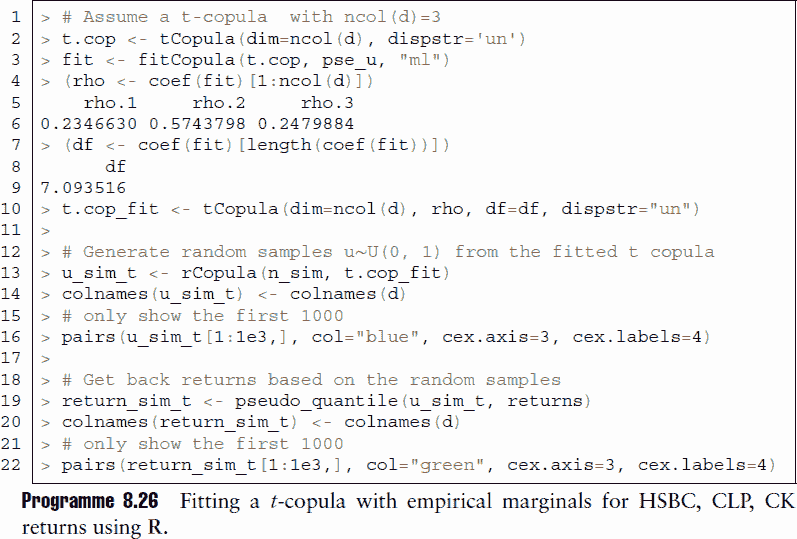 1 > # Assume a t-copula  with ncol(d)=3
2 > t.cop <- tCopula(dim=ncol(d), dispstr='un')
3 > fit <- fitCopula(t.cop, pse_u, "ml")
4 > (rho <- coef(fit)[1:ncol(d)])
5     rho.1     rho.2     rho.3
6 0.2346630 0.5743798 0.2479884
7 > (df <- coef(fit)[length(coef(fit))])
8       df
9 7.093516
10 > t.cop_fit <- tCopula(dim=ncol(d), rho, df=df, dispstr="un")
11 >
12 > # Generate random samples u~U(0, 1) from the fitted t copula
13 > u_sim_t <- rCopula(n_sim, t.cop_fit)
14 > colnames(u_sim_t) <- colnames(d)
15 > # only show the first 1000
16 > pairs(u_sim_t[1:1e3,], col="blue", cex.axis=3, cex.labels=4)
17 >
18 > # Get back returns based on the random samples
19 > return_sim_t <- pseudo_quantile(u_sim_t, returns)
20 > colnames(return_sim_t) <- colnames(d)
21 > # only show the first 1000
22 > pairs(return_sim_t[1:1e3,], col="green", cex.axis=3, cex.labels=4)
Programme 8.26 Fitting a t-copula with empirical marginals for HSBC, CLP, CK
returns using R.